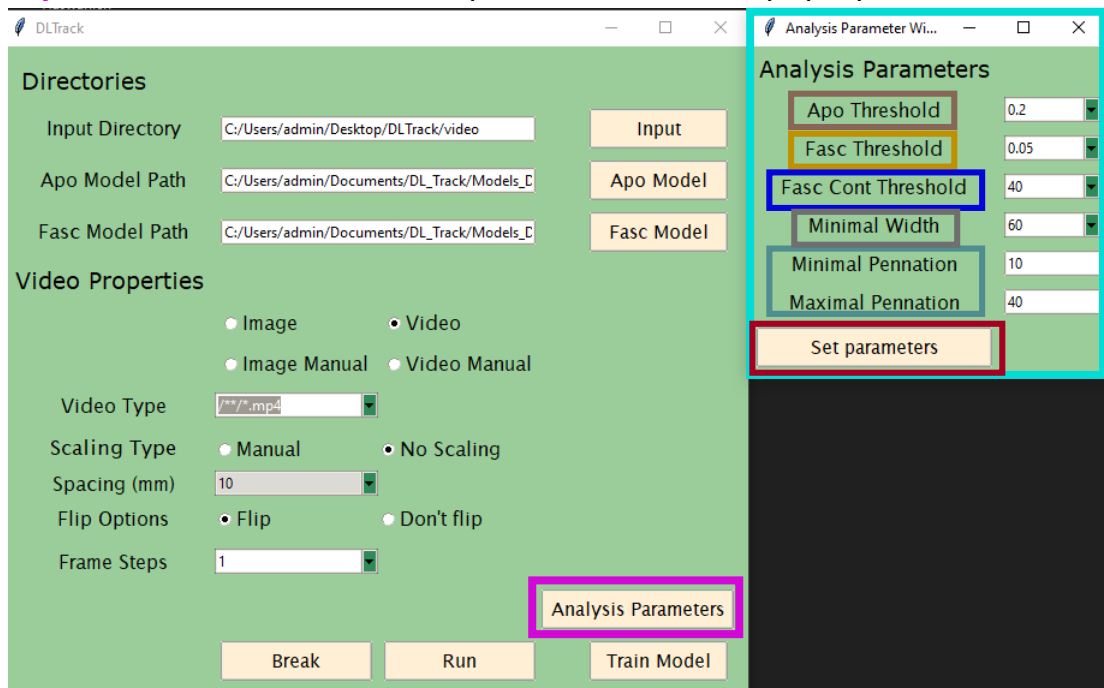 DLTrack
Directories
Input Directory C:/Users/admin/Desktop/DLTrack/video Input
Apo Model Path C:/Users/admin/Documents/DL_Track/Models_D Apo Model
Fasc Model Path C:/Users/admin/Documents/DL_Track/Models_D Fasc Model
Video Properties
Image Video
Image Manual Video Manual
Video Type /**/*.mp4
Scaling Type Manual No Scaling
Spacing (mm) 10
Flip Options Flip Don't flip
Frame Steps 1
Analysis Parameters
Break Run Train Model
Analysis Parameter Wi...
Analysis Parameters
Apo Threshold 0.2
Fasc Threshold 0.05
Fasc Cont Threshold 40
Minimal Width 60
Minimal Pennation 10
Maximal Pennation 40
Set parameters